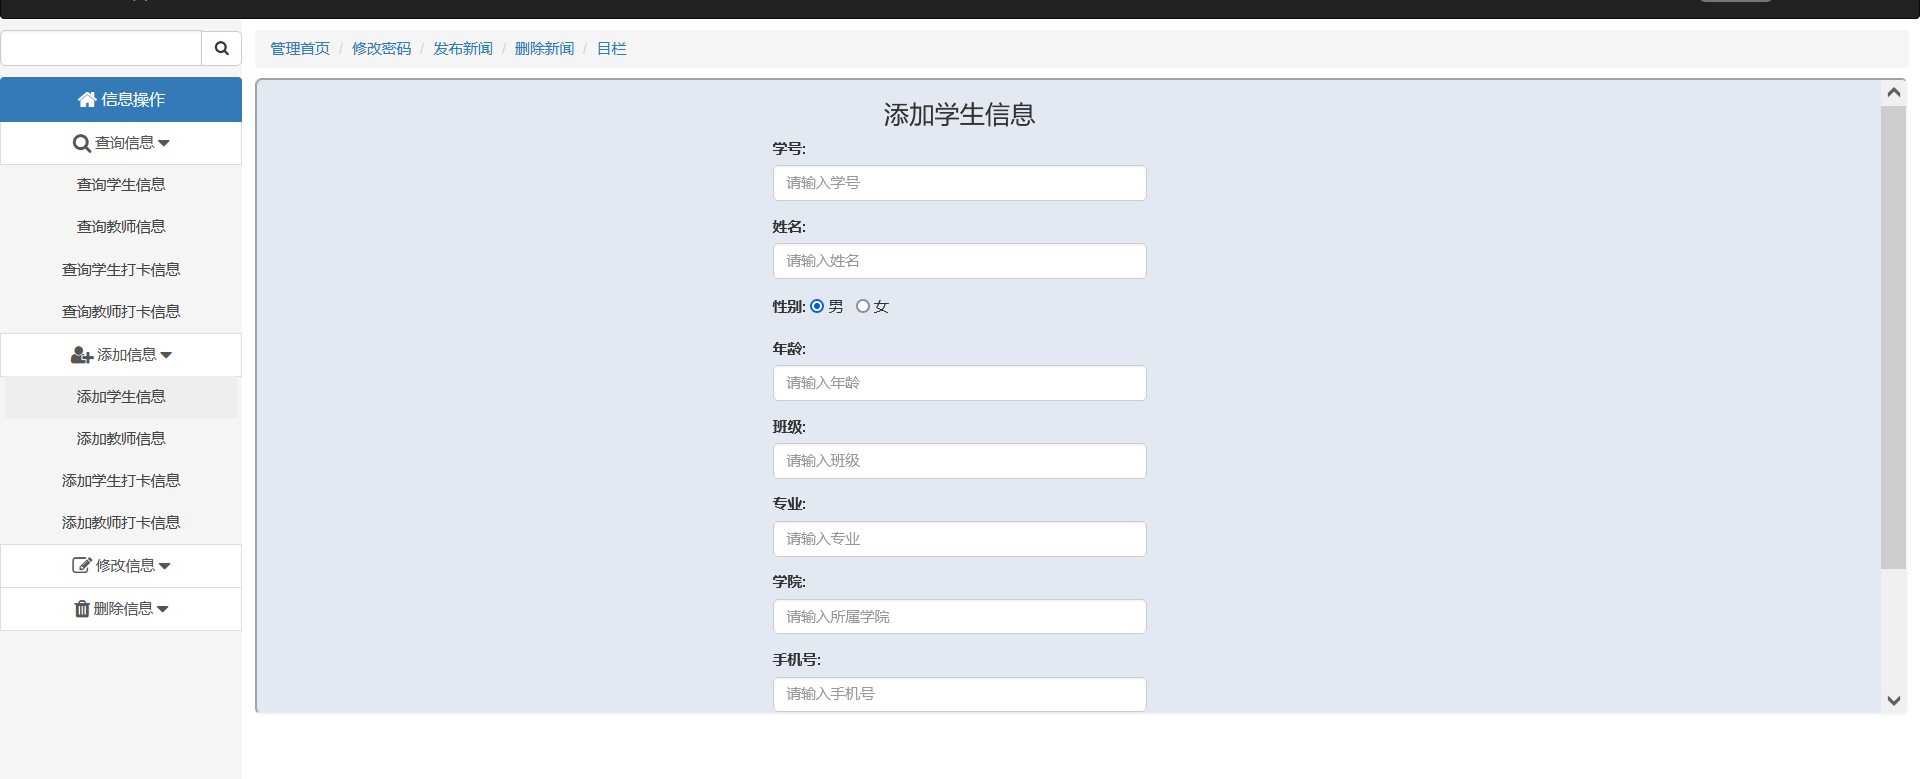 管理首页 / 修改密码 / 发布新闻 / 删除新闻 / 目栏
信息操作
查询信息
查询学生信息
查询教师信息
查询学生打卡信息
查询教师打卡信息
添加信息
添加学生信息
添加教师信息
添加学生打卡信息
添加教师打卡信息
修改信息
删除信息
添加学生信息
学号:
请输入学号
姓名:
请输入姓名
性别: 男 女
年龄:
请输入年龄
班级:
请输入班级
专业:
请输入专业
学院:
请输入所属学院
手机号:
请输入手机号